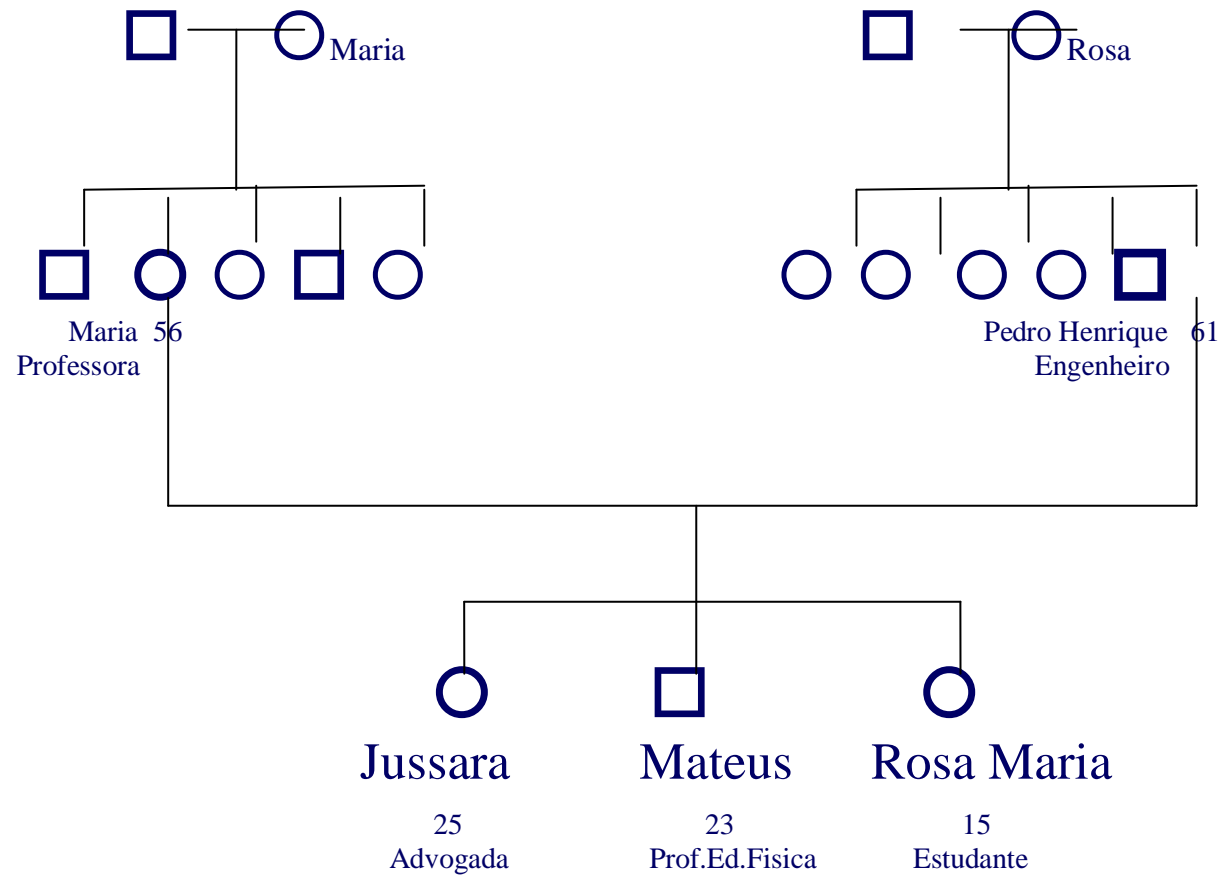 Maria
Rosa
Maria 56
Professora
Pedro Henrique 61
Engenheiro
Jussara
25
Advogada
Mateus
23
Prof.Ed.Fisica
Rosa Maria
15
Estudante